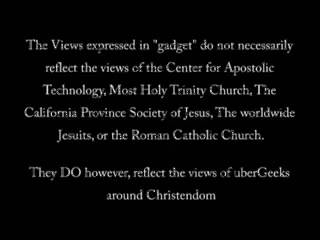 The Views expressed in "gadget" do not necessarily
reflect the views of the Center for Apostolic
Technology, Most Holy Trinity Church, The
California Province Society of Jesus, The worldwide
Jesuits, or the Roman Catholic Church.
They DO however, reflect the views of uberGeeks
around Christendom